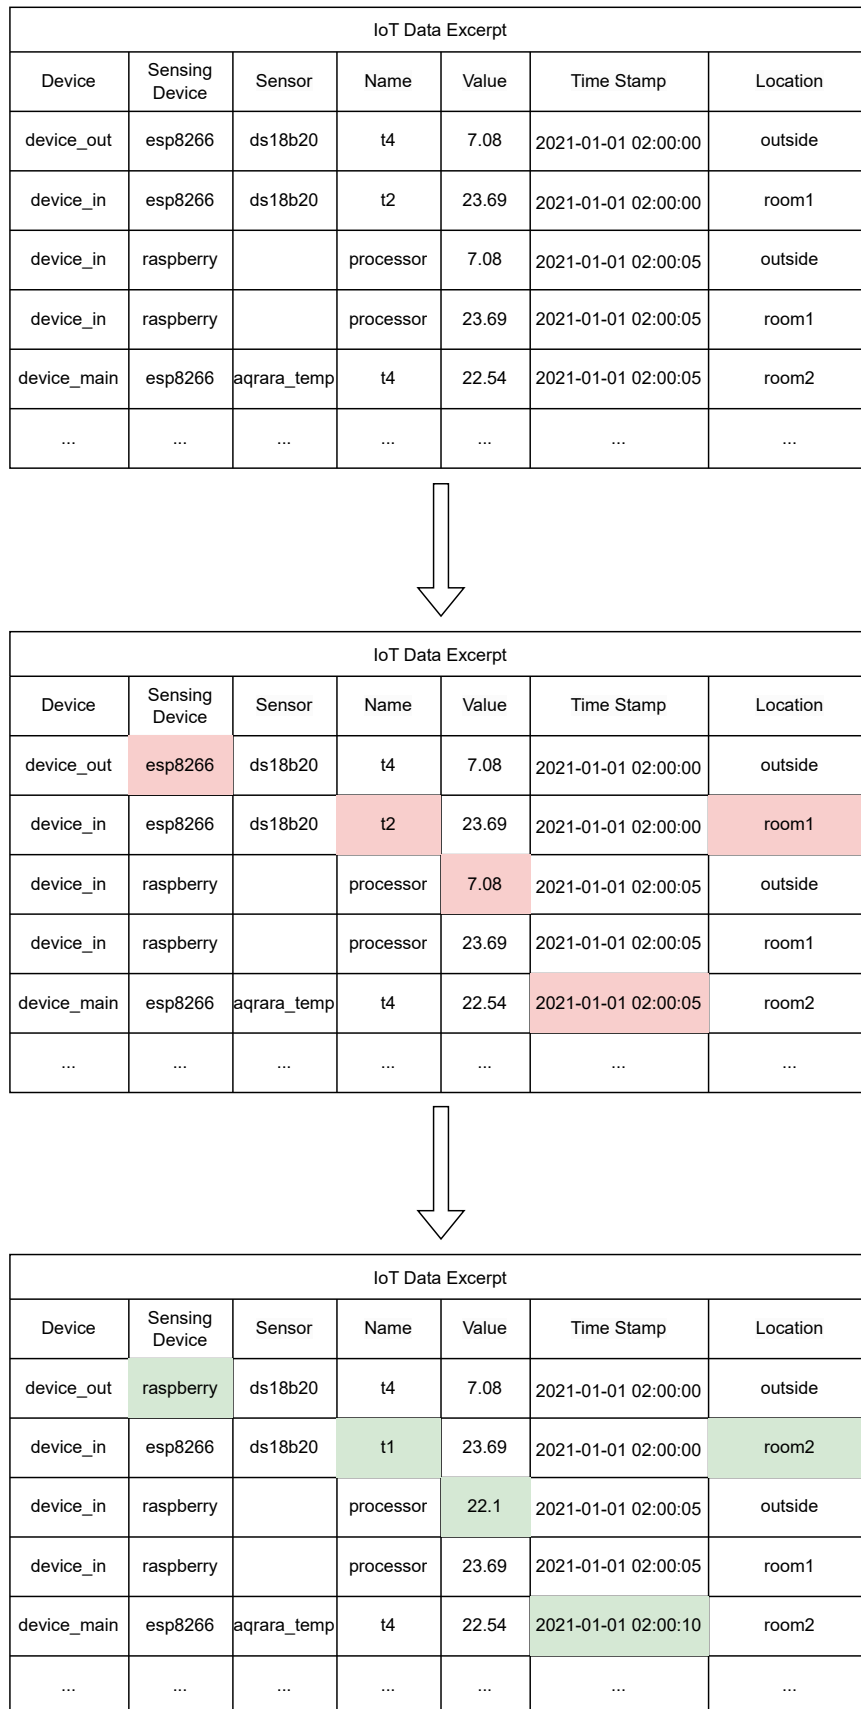 IoT Data Excerpt
Device Sensing Device Sensor Name Value Time Stamp Location
device_out esp8266 ds18b20 t4 7.08 2021-01-01 02:00:00 outside
device_in esp8266 ds18b20 t2 23.69 2021-01-01 02:00:00 room1
device_in raspberry processor 7.08 2021-01-01 02:00:05 outside
device_in raspberry processor 23.69 2021-01-01 02:00:05 room1
device_main esp8266 aqrara_temp t4 22.54 2021-01-01 02:00:05 room2
... ... ... ... ... ... ...
IoT Data Excerpt
Device Sensing Device Sensor Name Value Time Stamp Location
device_out esp8266 ds18b20 t4 7.08 2021-01-01 02:00:00 outside
device_in esp8266 ds18b20 t2 23.69 2021-01-01 02:00:00 room1
device_in raspberry processor 7.08 2021-01-01 02:00:05 outside
device_in raspberry processor 23.69 2021-01-01 02:00:05 room1
device_main esp8266 aqrara_temp t4 22.54 2021-01-01 02:00:05 room2
... ... ... ... ... ... ...
IoT Data Excerpt
Device Sensing Device Sensor Name Value Time Stamp Location
device_out raspberry ds18b20 t4 7.08 2021-01-01 02:00:00 outside
device_in esp8266 ds18b20 t1 23.69 2021-01-01 02:00:00 room2
device_in raspberry processor 22.1 2021-01-01 02:00:05 outside
device_in raspberry processor 23.69 2021-01-01 02:00:05 room1
device_main esp8266 aqrara_temp t4 22.54 2021-01-01 02:00:10 room2
... ... ... ... ... ... ...